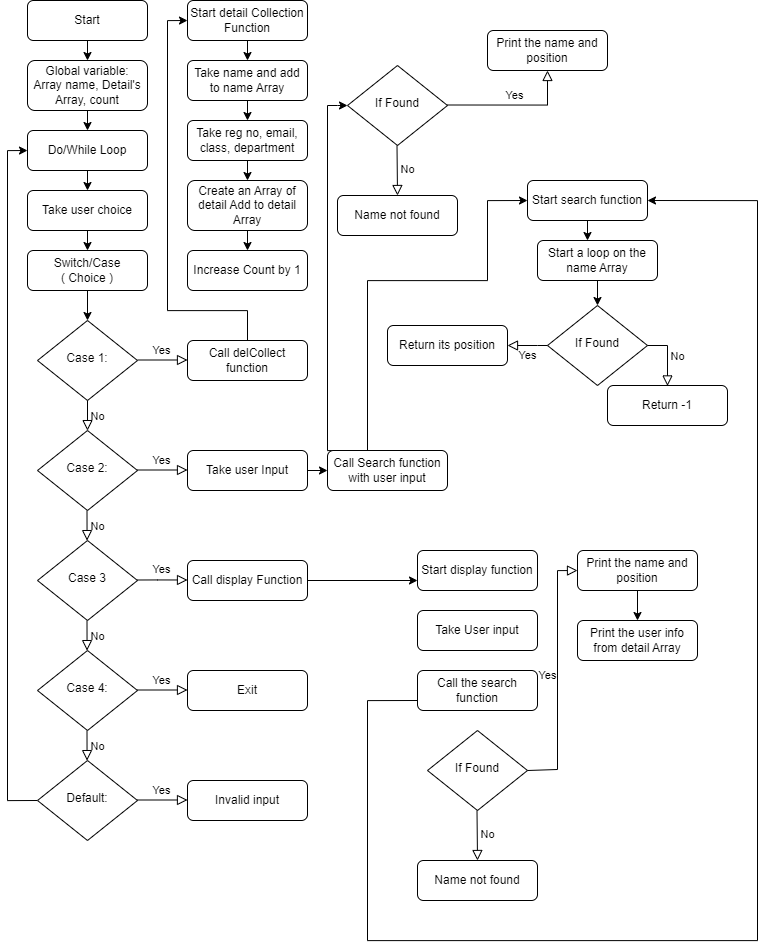 Start
Global variable:
Array name, Detail's
Array, count
Do/While Loop
Take user choice
Switch/Case
( Choice )
Case 1:
Yes
Call delCollect
function
No
Case 2:
Yes
Take user Input
Call Search function
with user input
No
Case 3
Yes
Call display Function
No
Case 4:
Yes
Exit
No
Default:
Yes
Invalid input
Start detail Collection
Function
Take name and add
to name Array
Take reg no, email,
class, department
Create an Array of
detail Add to detail
Array
Increase Count by 1
If Found
Yes
Print the name and
position
No
Name not found
Start search function
Start a loop on the
name Array
If Found
Yes
Return its position
No
Return -1
Start display function
Take User input
Call the search
function
If Found
Yes
Print the name and
position
Print the user info
from detail Array
No
Name not found